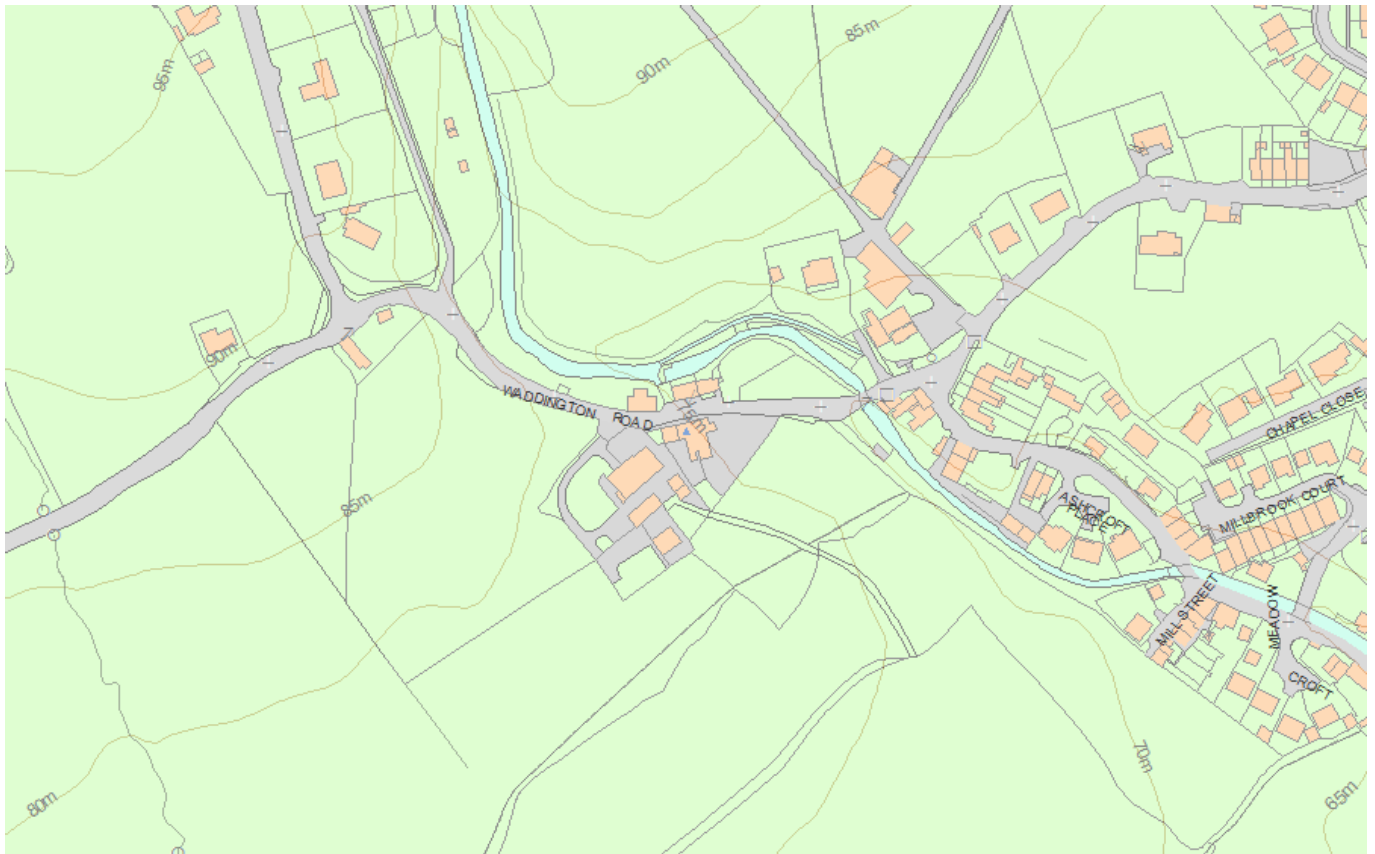 85m
90m
95m
90m
WADDINGTON ROAD
75m
CHAPEL CLOSE
85m
ASHCROFT
PLACE
MILLBROOK COURT
MILL STREET
MEADOW
CROFT
70m
80m
65m